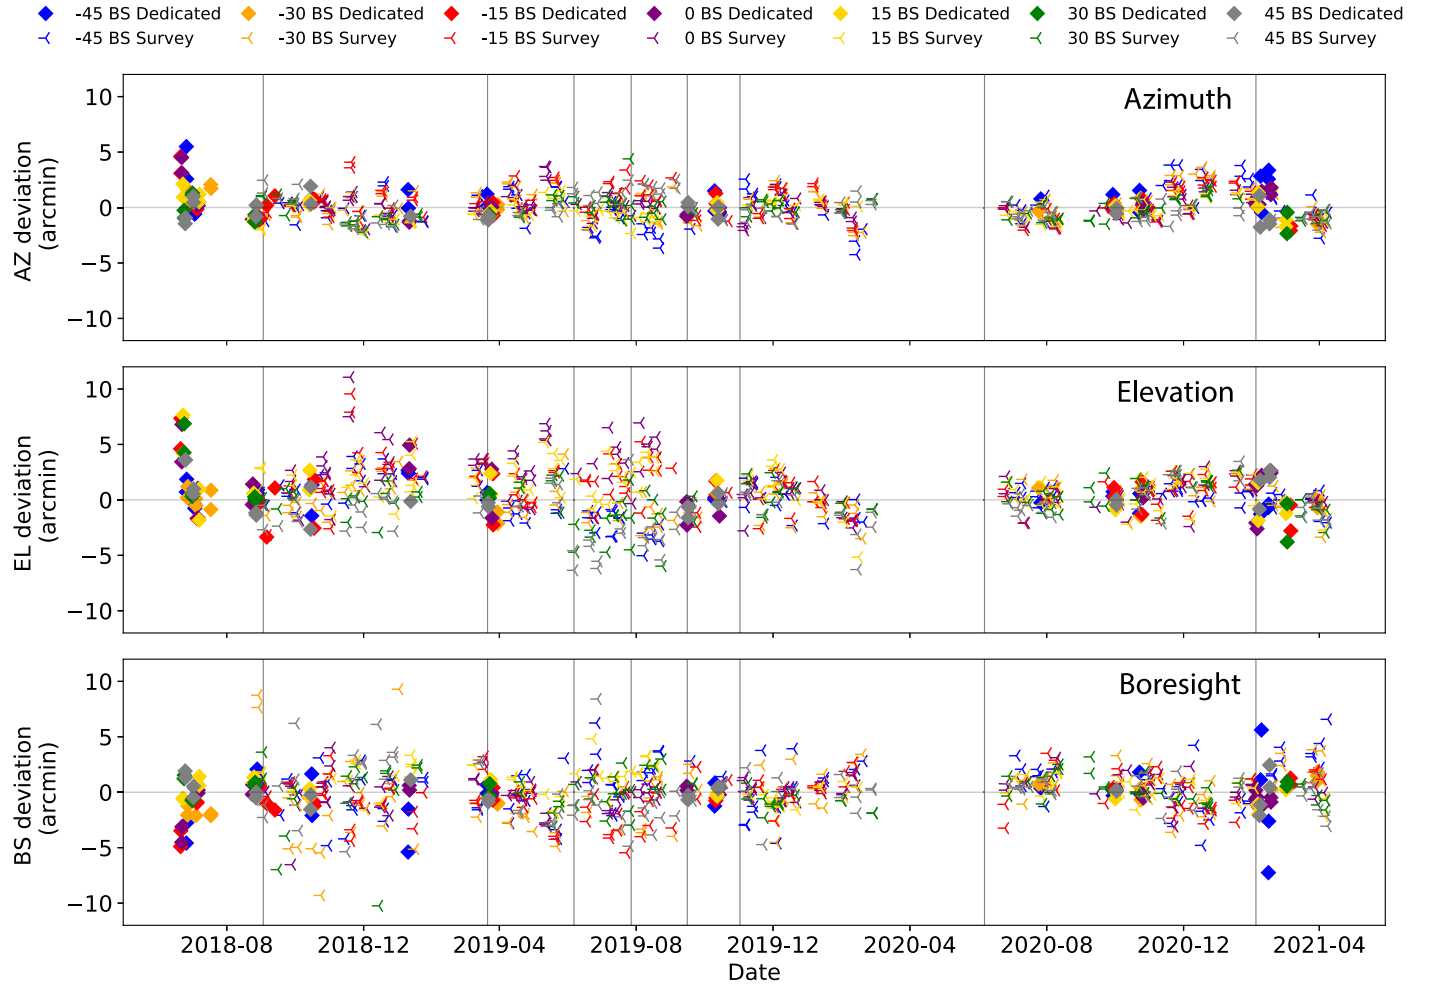 -45 BS Dedicated -30 BS Dedicated -15 BS Dedicated 0 BS Dedicated 15 BS Dedicated 30 BS Dedicated 45 BS Dedicated
-45 BS Survey -30 BS Survey -15 BS Survey 0 BS Survey 15 BS Survey 30 BS Survey 45 BS Survey
Azimuth
AZ deviation
(arcmin)
10
5
0
−5
−10
Elevation
EL deviation
(arcmin)
10
5
0
−5
−10
Boresight
BS deviation
(arcmin)
10
5
0
−5
−10
2018-08 2018-12 2019-04 2019-08 2019-12 2020-04 2020-08 2020-12 2021-04
Date